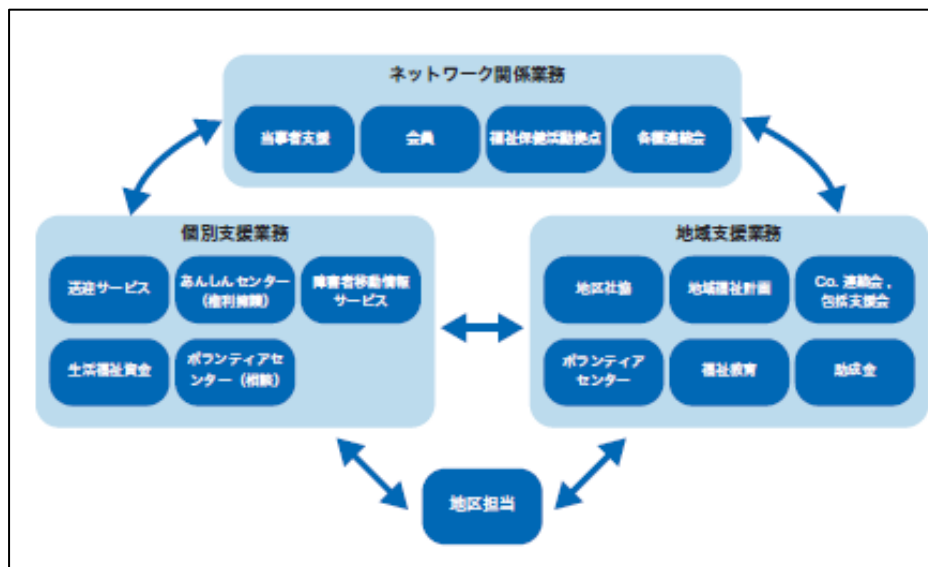 ネットワーク関係業務
当事者支援
会員
福祉保健活動拠点
各種連絡会
個別支援業務
送迎サービス
あんしんセンター
(権利擁護)
障害者移動情報
サービス
生活福祉資金
ボランティアセ
ンター(相談)
地域支援業務
地区社協
地域福祉計画
Co. 連絡会,
包括支援会
ボランティア
センター
福祉教育
助成金
地区担当